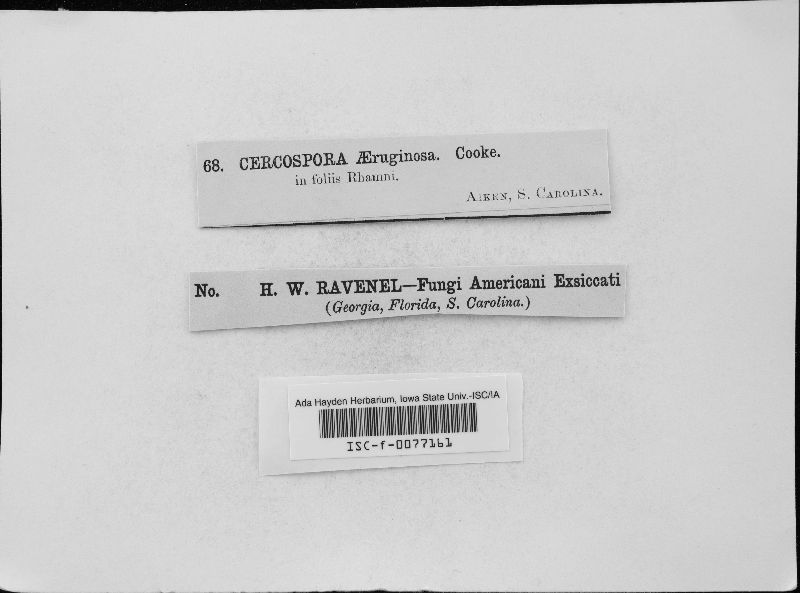 68. CERCOSPORA Æruginosa. Cooke.
in foliis Rhamni.
AIKEN, S. CAROLINA.
No. H. W. RAVENEL—Fungi Americani Exsiccati
(Georgia, Florida, S. Carolina.)
Ada Hayden Herbarium, Iowa State Univ.-ISC/IA
ISC-f-0077161